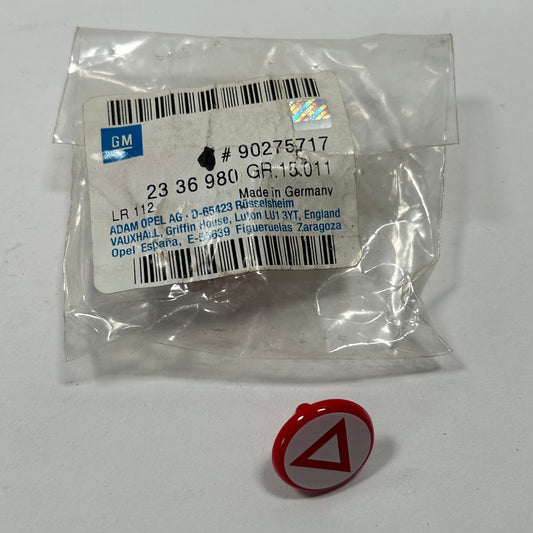 GM
# 90275717
23 36 980 GR.15.011
LR 112 Made in Germany
ADAM OPEL AG - D-65423 Rüsselsheim
VAUXHALL, Griffin House, Luton LU1 3YT, England
Opel España, E-50639 Figueruelas Zaragoza